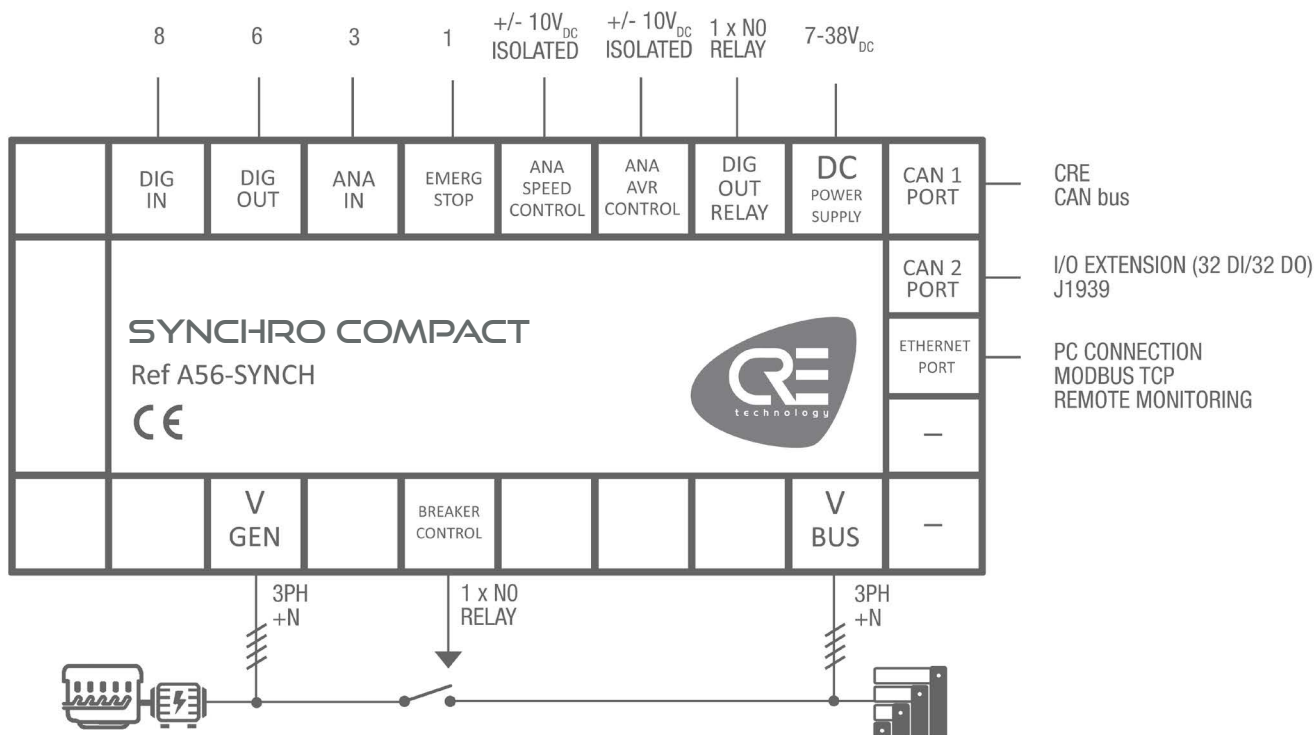 8
6
3
1
+/- 10VDC
ISOLATED
+/- 10VDC
ISOLATED
1 x NO
RELAY
7-38VDC
DIG
IN
DIG
OUT
ANA
IN
EMERG
STOP
ANA
SPEED
CONTROL
ANA
AVR
CONTROL
DIG
OUT
RELAY
DC
POWER
SUPPLY
CAN 1
PORT
CRE
CAN bus
CAN 2
PORT
I/O EXTENSION (32 DI/32 DO)
J1939
ETHERNET
PORT
PC CONNECTION
MODBUS TCP
REMOTE MONITORING
–
–
SYNCHRO COMPACT
Ref A56-SYNCH
CE
CRE
technology
V
GEN
BREAKER
CONTROL
V
BUS
3PH
+N
1 x NO
RELAY
3PH
+N